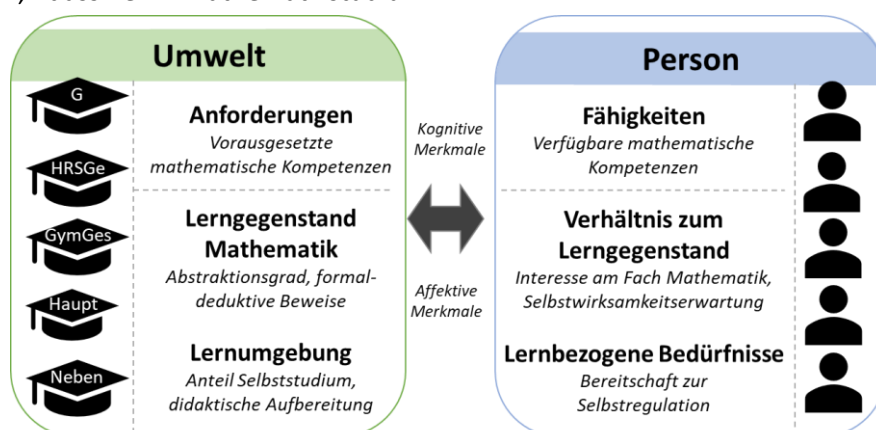 Umwelt
G
HRSGe
GymGes
Haupt
Neben
Anforderungen
Vorausgesetzte
mathematische Kompetenzen
Lerngegenstand
Mathematik
Abstraktionsgrad, formal-
deduktive Beweise
Lernumgebung
Anteil Selbststudium,
didaktische Aufbereitung
Kognitive
Merkmale
Affektive
Merkmale
Person
Fähigkeiten
Verfügbare mathematische
Kompetenzen
Verhältnis zum
Lerngegenstand
Interesse am Fach Mathematik,
Selbstwirksamkeitserwartung
Lernbezogene Bedürfnisse
Bereitschaft zur
Selbstregulation